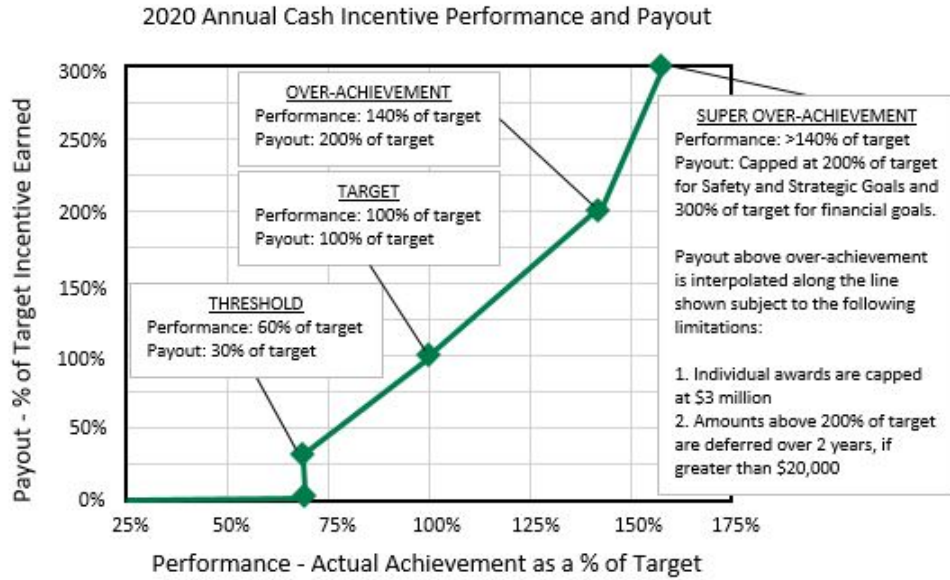 2020 Annual Cash Incentive Performance and Payout
Payout - % of Target Incentive Earned
300%
250%
200%
150%
100%
50%
0%
OVER-ACHIEVEMENT
Performance: 140% of target
Payout: 200% of target
TARGET
Performance: 100% of target
Payout: 100% of target
THRESHOLD
Performance: 60% of target
Payout: 30% of target
SUPER OVER-ACHIEVEMENT
Performance: >140% of target
Payout: Capped at 200% of target
for Safety and Strategic Goals and
300% of target for financial goals.
Payout above over-achievement
is interpolated along the line
shown subject to the following
limitations:
1. Individual awards are capped
at $3 million
2. Amounts above 200% of target
are deferred over 2 years, if
greater than $20,000
25%
50%
75%
100%
125%
150%
175%
Performance - Actual Achievement as a % of Target